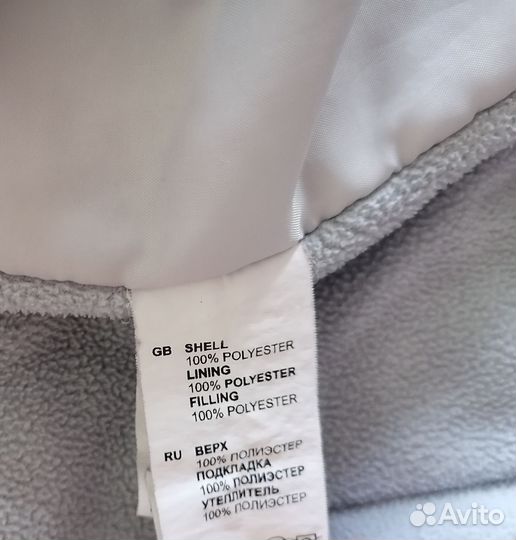 GB SHELL
100% POLYESTER
LINING
100% POLYESTER
FILLING
100% POLYESTER
RU ВЕРХ
100% ПОЛИЭСТЕР
ПОДКЛАДКА
100% ПОЛИЭСТЕР
УТЕПЛИТЕЛЬ
100% ПОЛИЭСТЕР
Avito